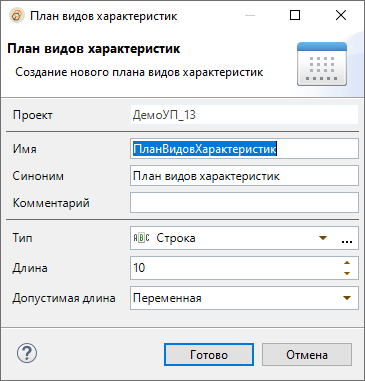 План видов характеристик
План видов характеристик
Создание нового плана видов характеристик
Проект ДемоУП_13
Имя ПланВидовХарактеристик
Синоним План видов характеристик
Комментарий
Тип ABC Строка ...
Длина 10
Допустимая длина Переменная
? Готово Отмена